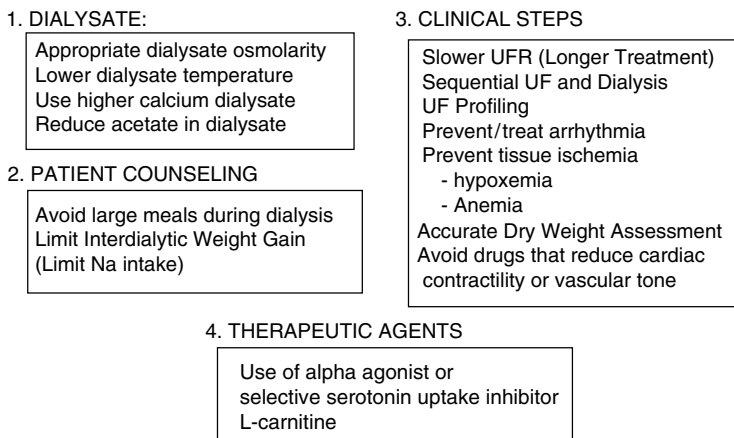 1. DIALYSATE:
Appropriate dialysate osmolarity
Lower dialysate temperature
Use higher calcium dialysate
Reduce acetate in dialysate
2. PATIENT COUNSELING
Avoid large meals during dialysis
Limit Interdialytic Weight Gain
(Limit Na intake)
3. CLINICAL STEPS
Slower UFR (Longer Treatment)
Sequential UF and Dialysis
UF Profiling
Prevent/treat arrhythmia
Prevent tissue ischemia
- hypoxemia
- Anemia
Accurate Dry Weight Assessment
Avoid drugs that reduce cardiac
contractility or vascular tone
4. THERAPEUTIC AGENTS
Use of alpha agonist or
selective serotonin uptake inhibitor
L-carnitine